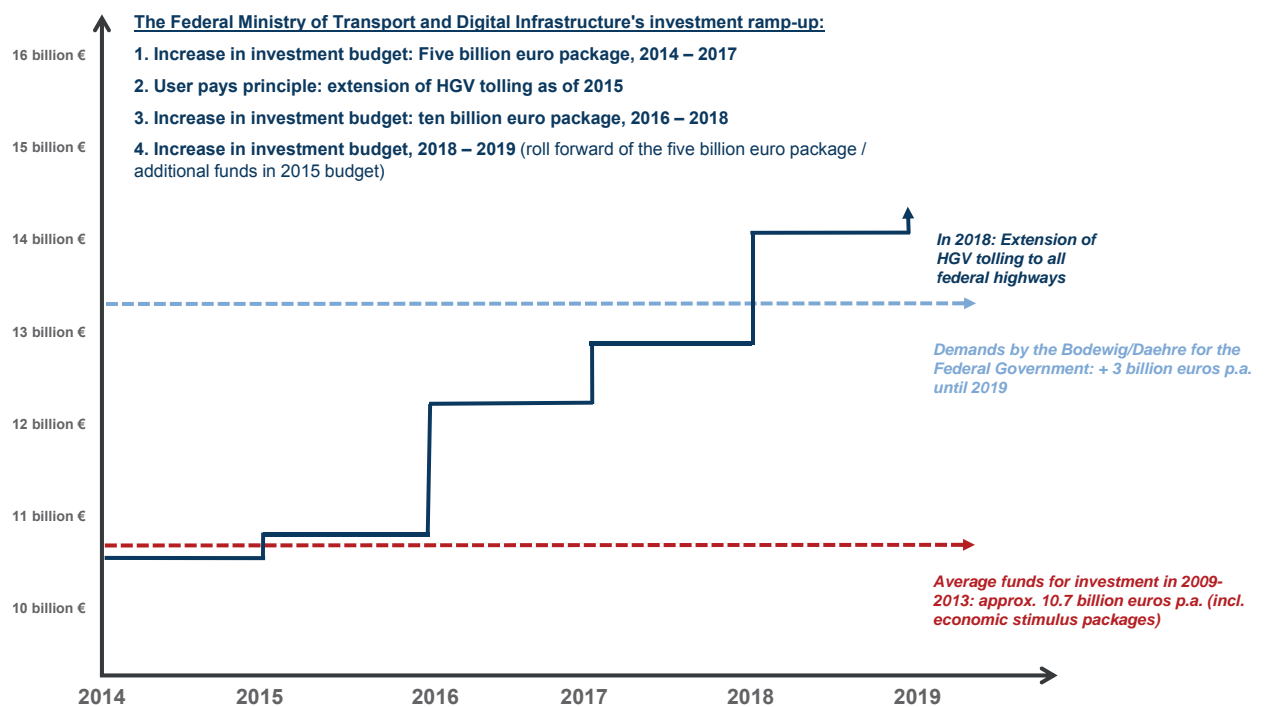 The Federal Ministry of Transport and Digital Infrastructure's investment ramp-up:
1. Increase in investment budget: Five billion euro package, 2014 – 2017
2. User pays principle: extension of HGV tolling as of 2015
3. Increase in investment budget: ten billion euro package, 2016 – 2018
4. Increase in investment budget, 2018 – 2019 (roll forward of the five billion euro package /
additional funds in 2015 budget)
16 billion €
15 billion €
14 billion €
13 billion €
12 billion €
11 billion €
10 billion €
In 2018: Extension of
HGV tolling to all
federal highways
Demands by the Bodewig/Daehre for the
Federal Government: + 3 billion euros p.a.
until 2019
Average funds for investment in 2009-
2013: approx. 10.7 billion euros p.a. (incl.
economic stimulus packages)
2014 2015 2016 2017 2018 2019